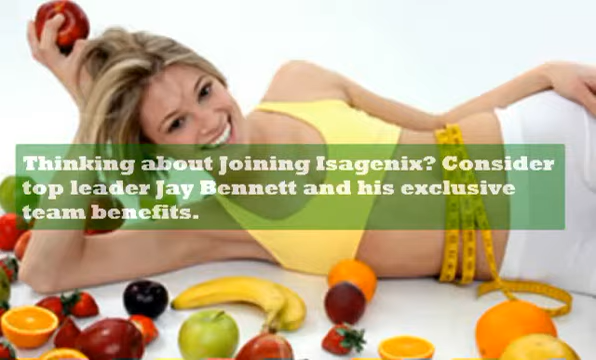 Thinking about Joining Isagenix? Consider
top leader Jay Bennett and his exclusive
team benefits.